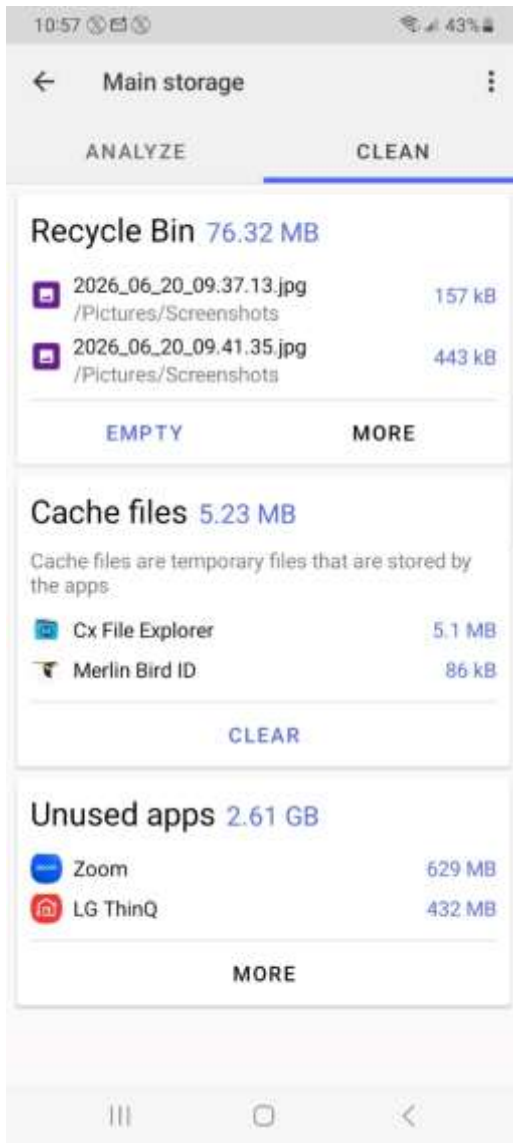 10:57 43%
Main storage
ANALYZE CLEAN
Recycle Bin 76.32 MB
2026_06_20_09.37.13.jpg 157 kB
/Pictures/Screenshots
2026_06_20_09.41.35.jpg 443 kB
/Pictures/Screenshots
EMPTY MORE
Cache files 5.23 MB
Cache files are temporary files that are stored by
the apps
Cx File Explorer 5.1 MB
Merlin Bird ID 86 kB
CLEAR
Unused apps 2.61 GB
Zoom 629 MB
LG ThinQ 432 MB
MORE